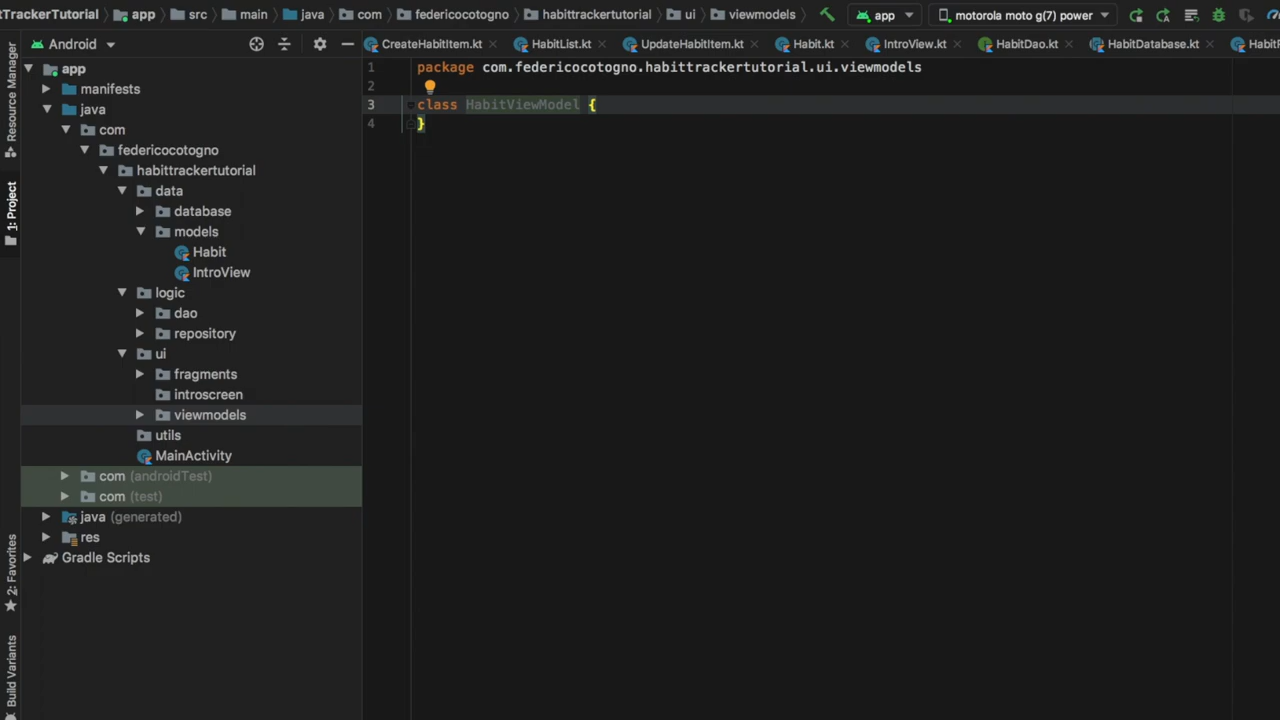 tTrackerTutorial app src main java com federicocotogno habittrackertutorial ui viewmodels app motorola moto g(7) power
Android CreateHabitItem.kt HabitList.kt UpdateHabitItem.kt Habit.kt IntroView.kt HabitDao.kt HabitDatabase.kt
Resource Manager
1: Project
2: Favorites
Build Variants
app
manifests
java
com
federicocotogno
habittrackertutorial
data
database
models
Habit
IntroView
logic
dao
repository
ui
fragments
introscreen
viewmodels
utils
MainActivity
com (androidTest)
com (test)
java (generated)
res
Gradle Scripts
1 package com.federicocotogno.habittrackertutorial.ui.viewmodels
2
3 class HabitViewModel {
4 }